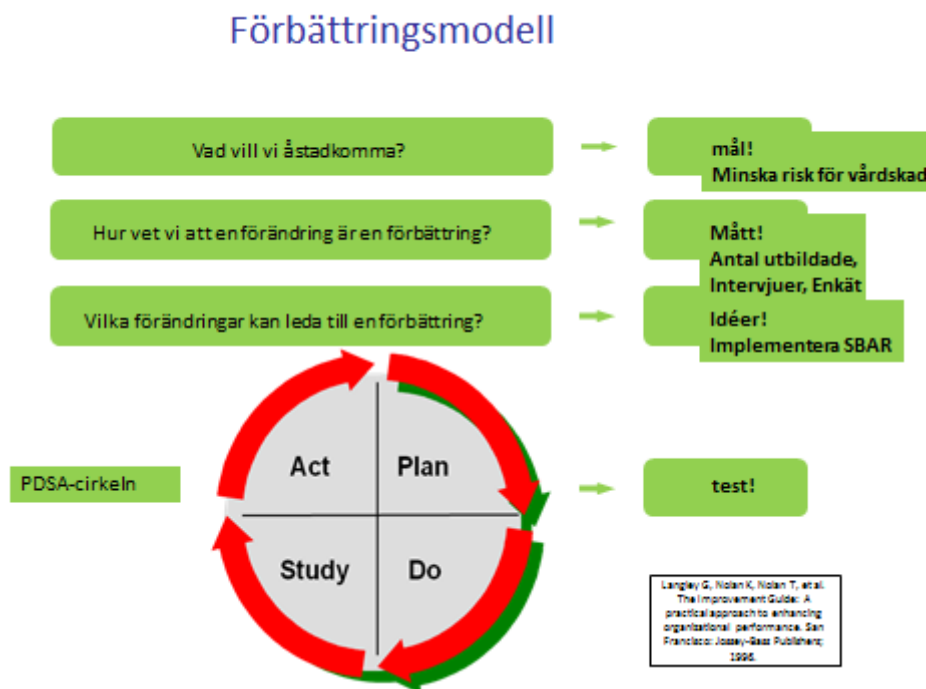 Förbättringsmodell
Vad vill vi åstadkomma?
mål!
Minska risk för vårdskad
Hur vet vi att en förändring är en förbättring?
Mått!
Antal utbildade,
Intervjuer, Enkät
Vilka förändringar kan leda till en förbättring?
Idéer!
Implementera SBAR
PDSA-cirkeln
Act
Plan
Study
Do
test!
Langley G, Nolan K, Nolan T, et al.
The Improvement Guide: A
practical approach to enhancing
organizational performance. San
Francisco: Jossey-Bass Publishers;
1996.